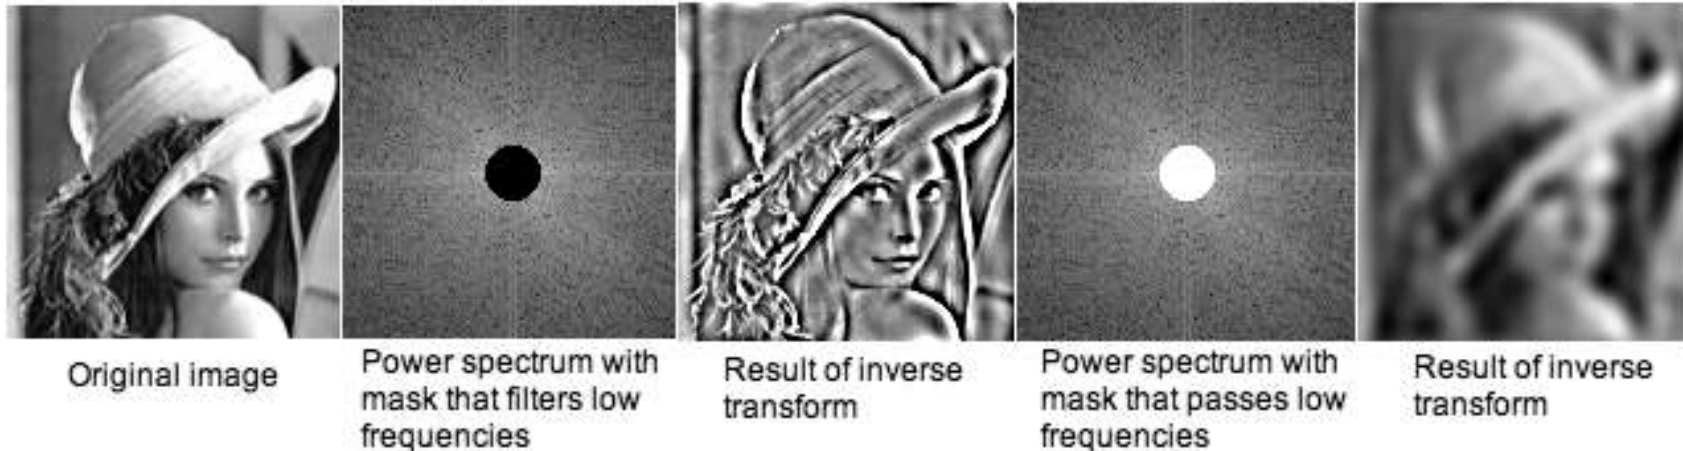 Original image
Power spectrum with
mask that filters low
frequencies
Result of inverse
transform
Power spectrum with
mask that passes low
frequencies
Result of inverse
transform